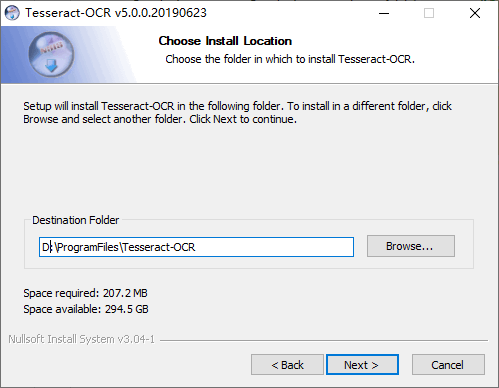 Tesseract-OCR v5.0.0.20190623
Choose Install Location
Choose the folder in which to install Tesseract-OCR.
Setup will install Tesseract-OCR in the following folder. To install in a different folder, click
Browse and select another folder. Click Next to continue.
Destination Folder
D:\ProgramFiles\Tesseract-OCR
Browse...
Space required: 207.2 MB
Space available: 294.5 GB
Nullsoft Install System v3.04-1
< Back
Next >
Cancel